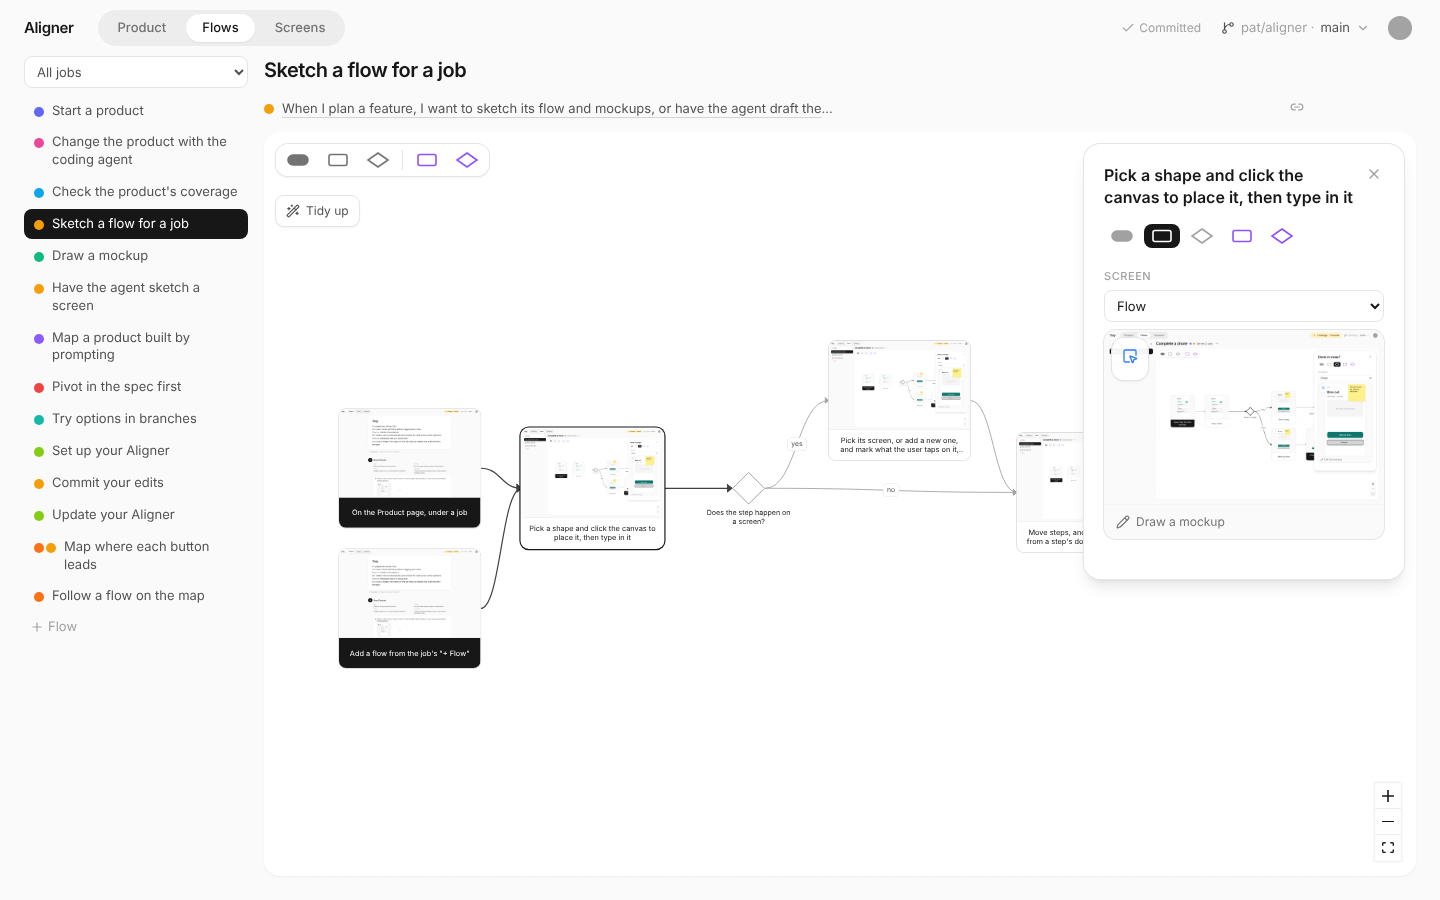 Aligner
Product
Flows
Screens
Committed
pat/aligner · main
All jobs
Start a product
Change the product with the
coding agent
Check the product's coverage
Sketch a flow for a job
Draw a mockup
Have the agent sketch a
screen
Map a product built by
prompting
Pivot in the spec first
Try options in branches
Set up your Aligner
Commit your edits
Update your Aligner
Map where each button
leads
Follow a flow on the map
+ Flow
Sketch a flow for a job
When I plan a feature, I want to sketch its flow and mockups, or have the agent draft the...
Tidy up
On the Product page, under a job
Add a flow from the job's "+ Flow"
Pick a shape and click the canvas to
place it, then type in it
Does the step happen on
a screen?
yes
no
Pick its screen, or add a new one,
and mark what the user taps on it,...
Move steps, and
from a step's do
Pick a shape and click the
canvas to place it, then type in it
SCREEN
Flow
Complete a chore
Draw a mockup